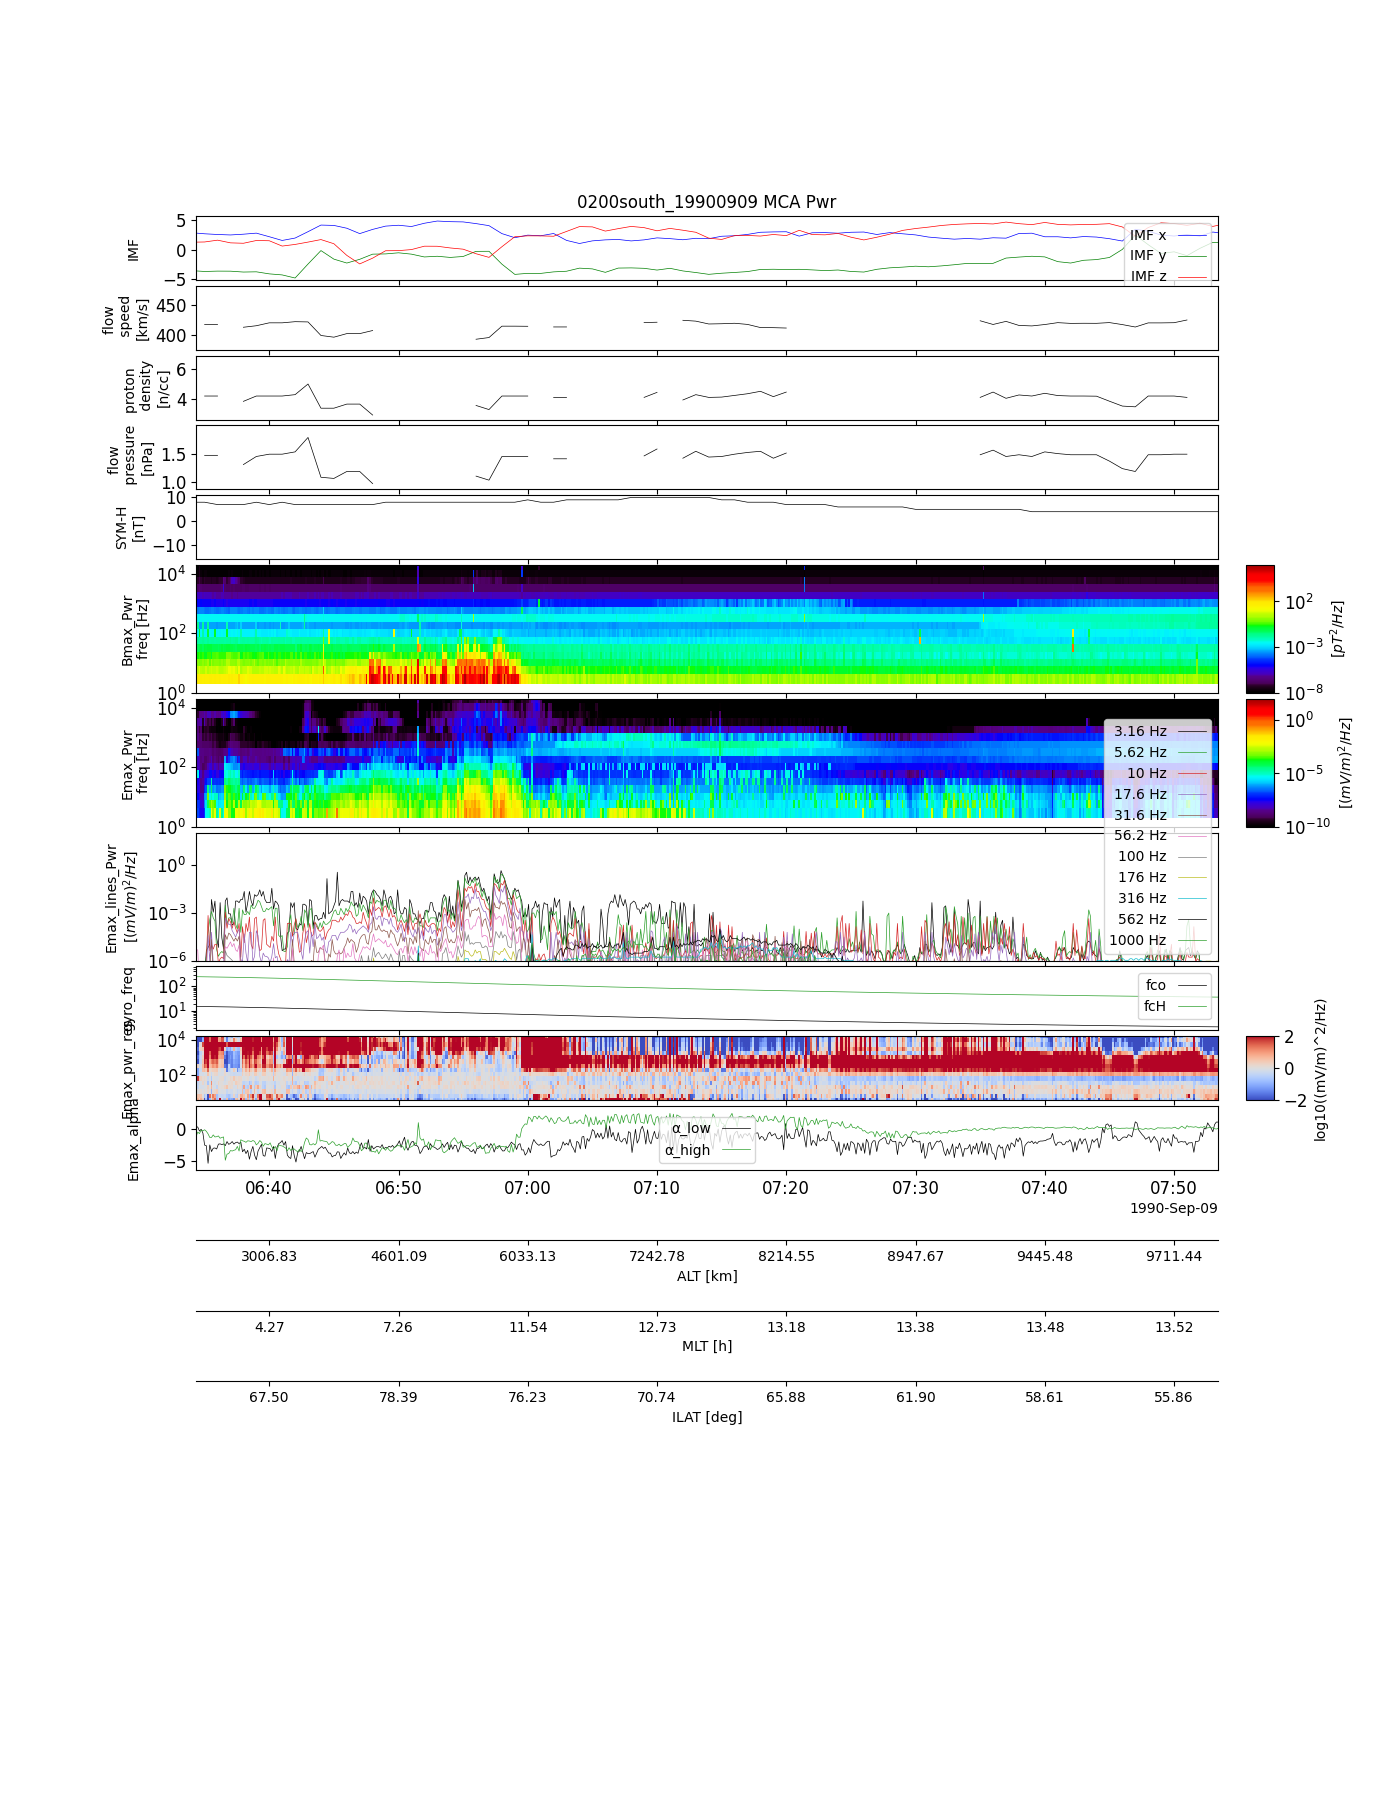 0200south_19900909 MCA Pwr
IMF
5
0
−5
IMF x
IMF y
IMF z
flow
speed
[km/s]
450
400
proton
density
[n/cc]
6
4
flow
pressure
[nPa]
1.5
1.0
SYM-H
[nT]
10
0
−10
Bmax_Pwr
freq [Hz]
10^4
10^2
10^0
10^2
10^-3
10^-8
[pT^2/Hz]
Emax_Pwr
freq [Hz]
10^4
10^2
10^0
10^0
10^-5
10^-10
[(mV/m)^2/Hz]
3.16 Hz
5.62 Hz
10 Hz
17.6 Hz
31.6 Hz
56.2 Hz
100 Hz
176 Hz
316 Hz
562 Hz
1000 Hz
Emax_lines_Pwr
[(mV/m)^2/Hz]
10^0
10^-3
10^-6
gyro_freq
10^2
10^1
fco
fcH
Emax_pwr_reg
10^4
10^2
2
0
−2
log10((mV/m)^2/Hz)
Emax_alpha
0
−5
α_low
α_high
06:40 06:50 07:00 07:10 07:20 07:30 07:40 07:50
1990-Sep-09
3006.83 4601.09 6033.13 7242.78 8214.55 8947.67 9445.48 9711.44
ALT [km]
4.27 7.26 11.54 12.73 13.18 13.38 13.48 13.52
MLT [h]
67.50 78.39 76.23 70.74 65.88 61.90 58.61 55.86
ILAT [deg]